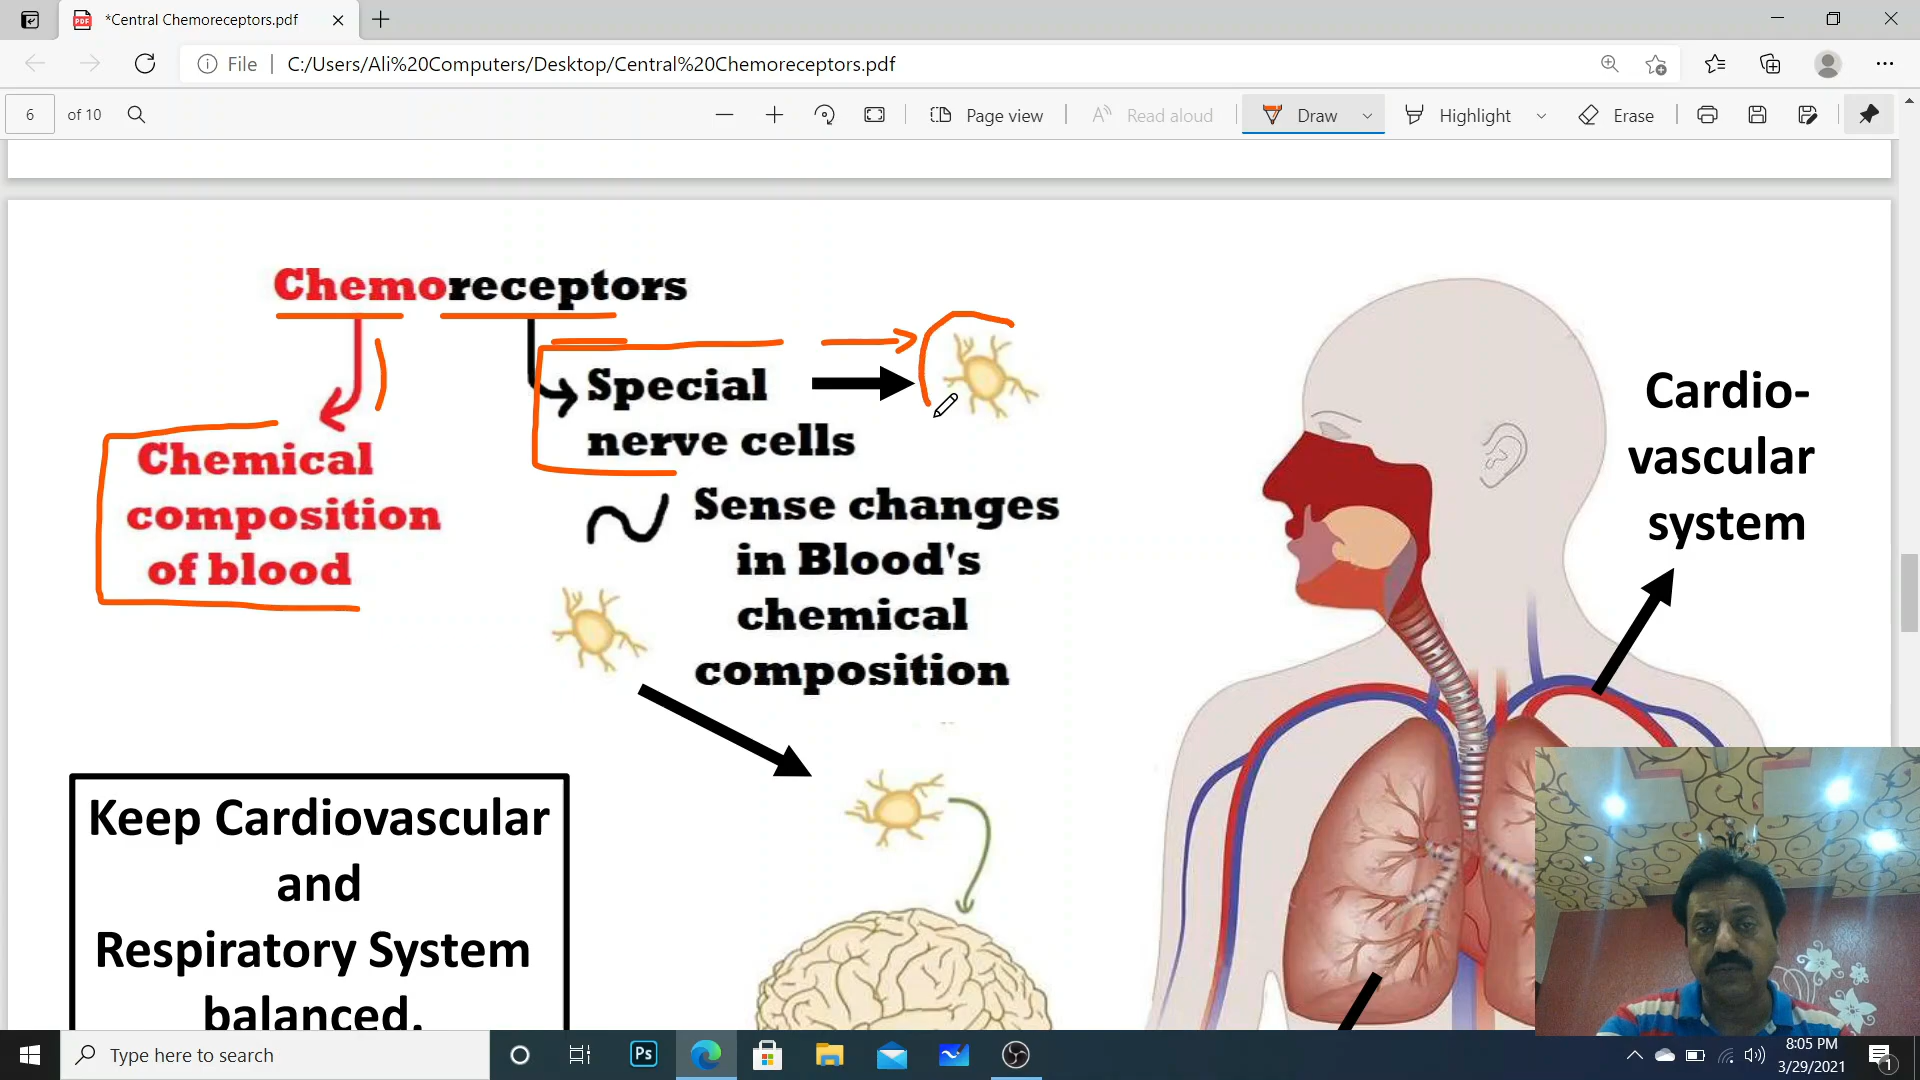 *Central Chemoreceptors.pdf
File
C:/Users/Ali%20Computers/Desktop/Central%20Chemoreceptors.pdf
6 of 10
Page view
Read aloud
Draw
Highlight
Erase
Chemoreceptors
Special
nerve cells
Chemical
composition
of blood
Sense changes
in Blood's
chemical
composition
Cardio-
vascular
system
Keep Cardiovascular
and
Respiratory System
balanced.
Type here to search
Ps
8:05 PM
3/29/2021
1